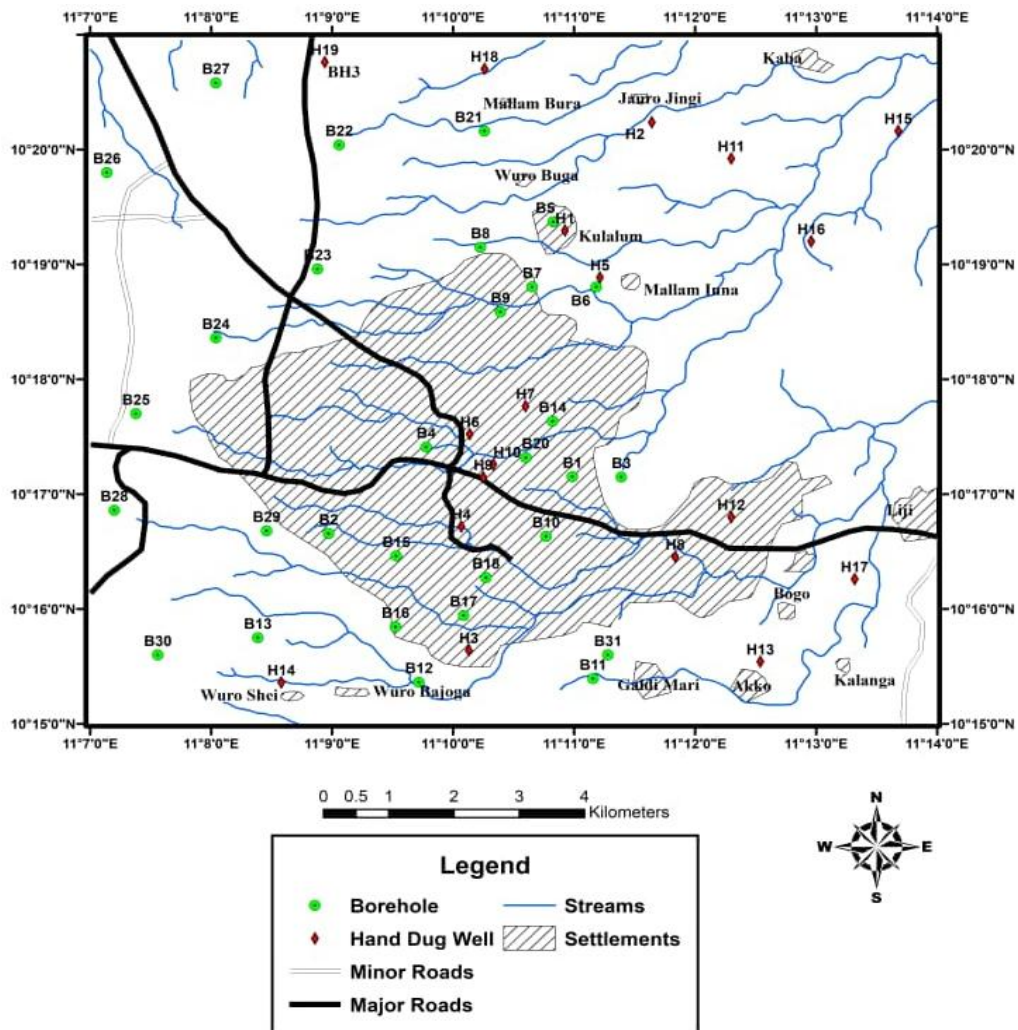 11°7'0"E 11°8'0"E 11°9'0"E 11°10'0"E 11°11'0"E 11°12'0"E 11°13'0"E 11°14'0"E
H19
H18
Kaba
BH3
B27
Mallam Bura
Jauro Jingi
B21
H2
H15
B22
10°20'0"N
H11
10°20'0"N
B26
Wuro Buga
B5
H1
Kulalum
H16
B8
B23
H5
10°19'0"N
10°19'0"N
B7
B6
Mallam Inna
B9
B24
10°18'0"N
10°18'0"N
B25
H7
B14
H6
B4
B20
H10
H9
B1
B3
10°17'0"N
10°17'0"N
B28
H12
Liji
B29
B2
H4
B10
B15
H8
B18
H17
10°16'0"N
B17
Bogo
10°16'0"N
B16
B13
B30
H3
B31
H13
H14
B12
B11
Galdi Mari
Akko
Kalanga
Wuro Shei
Wuro Bajoga
10°15'0"N
10°15'0"N
11°7'0"E 11°8'0"E 11°9'0"E 11°10'0"E 11°11'0"E 11°12'0"E 11°13'0"E 11°14'0"E
0 0.5 1 2 3 4
Kilometers
N
W E
S
Legend
Borehole
Streams
Hand Dug Well
Settlements
Minor Roads
Major Roads